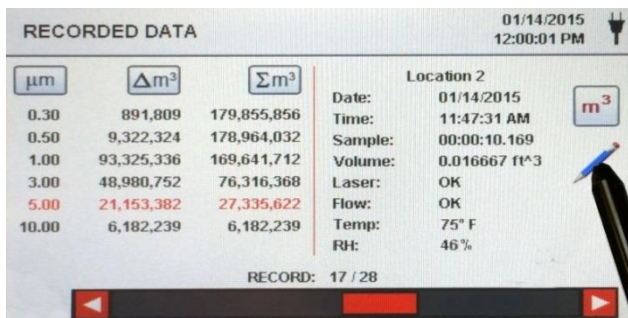 RECORDED DATA
01/14/2015
12:00:01 PM
µm Δm³ Σm³
0.30 891,809 179,855,856
0.50 9,322,324 178,964,032
1.00 93,325,336 169,641,712
3.00 48,980,752 76,316,368
5.00 21,153,382 27,335,622
10.00 6,182,239 6,182,239
Location 2
Date: 01/14/2015
Time: 11:47:31 AM
Sample: 00:00:10.169
Volume: 0.016667 ft^3
Laser: OK
Flow: OK
Temp: 75° F
RH: 46%
m³
RECORD: 17 / 28